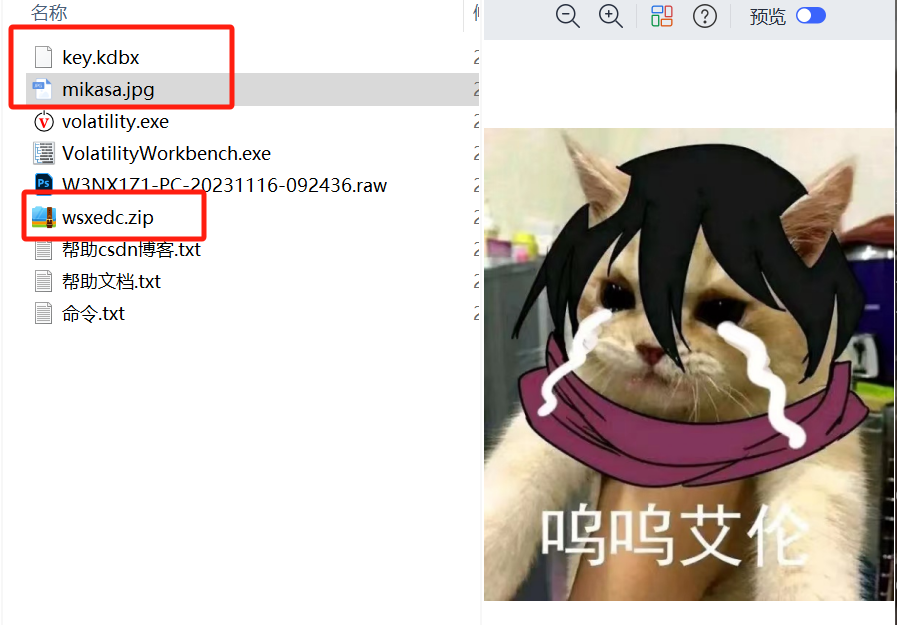 名称
预览
key.kdbx
mikasa.jpg
volatility.exe
VolatilityWorkbench.exe
W3NX1Z1-PC-20231116-092436.raw
wsxedc.zip
帮助csdn博客.txt
帮助文档.txt
命令.txt
呜呜艾伦